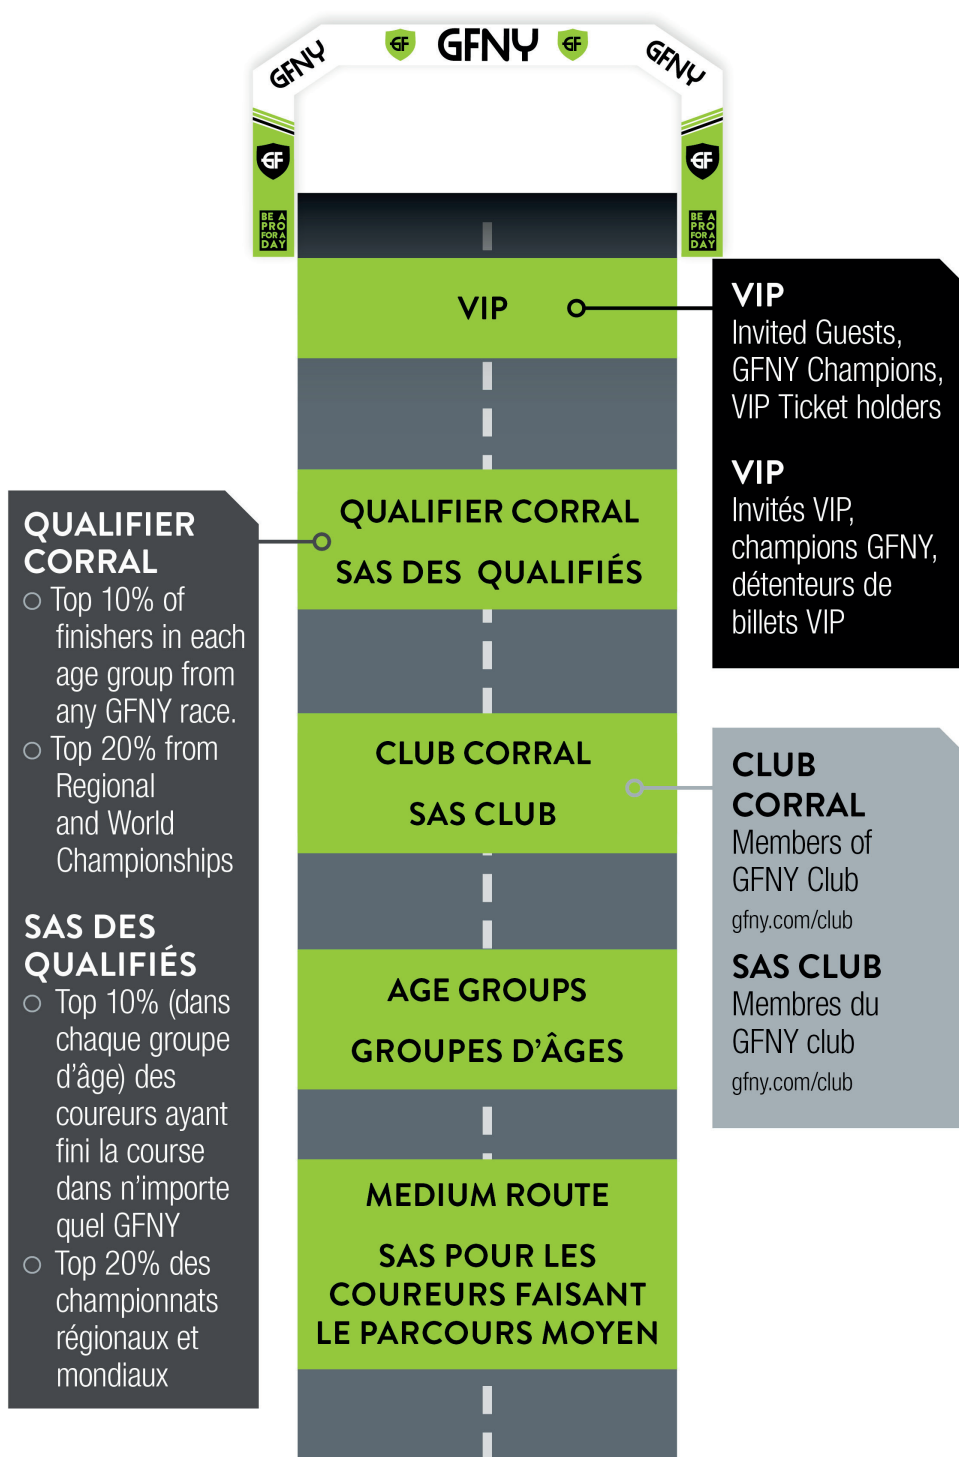 GFNY
GF
GFNY
GF
GFNY
GF
GF
BE A
PRO
FOR A
DAY
BE A
PRO
FOR A
DAY
VIP
VIP
Invited Guests,
GFNY Champions,
VIP Ticket holders
VIP
Invités VIP,
champions GFNY,
détenteurs de
billets VIP
QUALIFIER CORRAL
SAS DES QUALIFIÉS
QUALIFIER
CORRAL
Top 10% of
finishers in each
age group from
any GFNY race.
Top 20% from
Regional
and World
Championships
SAS DES
QUALIFIÉS
Top 10% (dans
chaque groupe
d’âge) des
coureurs ayant
fini la course
dans n’importe
quel GFNY
Top 20% des
championnats
régionaux et
mondiaux
CLUB CORRAL
SAS CLUB
CLUB
CORRAL
Members of
GFNY Club
gfny.com/club
SAS CLUB
Membres du
GFNY club
gfny.com/club
AGE GROUPS
GROUPES D’ÂGES
MEDIUM ROUTE
SAS POUR LES
COUREURS FAISANT
LE PARCOURS MOYEN